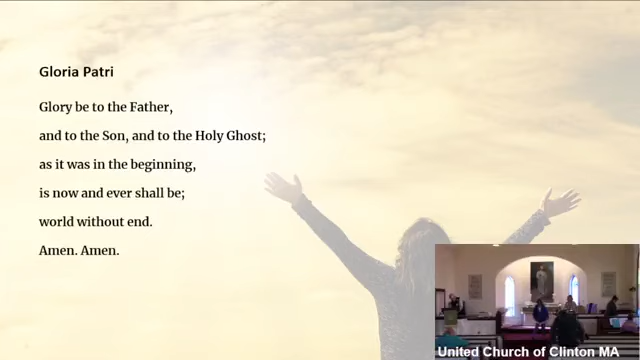 Gloria Patri
Glory be to the Father,
and to the Son, and to the Holy Ghost;
as it was in the beginning,
is now and ever shall be;
world without end.
Amen. Amen.
United Church of Clinton MA